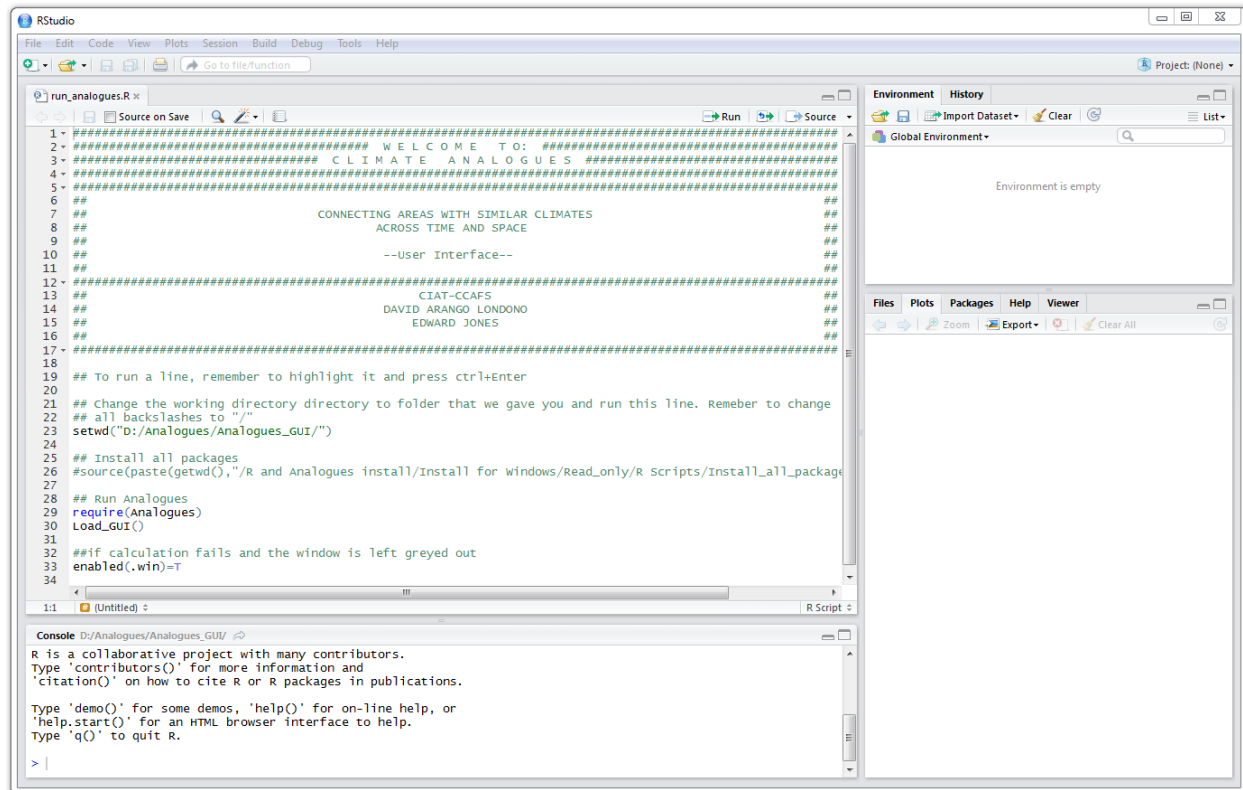 RStudio
File Edit Code View Plots Session Build Debug Tools Help
Go to file/function
Project: (None)
run_analogues.R
Source on Save
Run
Source
1 #########################################################################################################
2 ############################################ W E L C O M E   T O: #########################################
3 ################################## C L I M A T E   A N A L O G U E S ###################################
4 #########################################################################################################
5 #########################################################################################################
6 ## ##
7 ## CONNECTING AREAS WITH SIMILAR CLIMATES ##
8 ## ACROSS TIME AND SPACE ##
9 ## ##
10 ## --User Interface-- ##
11 ## ##
12 #########################################################################################################
13 ## CIAT-CCAFS ##
14 ## DAVID ARANGO LONDONO ##
15 ## EDWARD JONES ##
16 ## ##
17 #########################################################################################################
18
19 ## To run a line, remember to highlight it and press ctrl+Enter
20
21 ## Change the working directory directory to folder that we gave you and run this line. Remeber to change
22 ## all backslashes to "/"
23 setwd("D:/Analogues/Analogues_GUI/")
24
25 ## Install all packages
26 #source(paste(getwd(),"/R and Analogues install/Install for Windows/Read_only/R Scripts/Install_all_package
27
28 ## Run Analogues
29 require(Analogues)
30 Load_GUI()
31
32 ##if calculation fails and the window is left greyed out
33 enabled(.win)=T
34
1:1 (Untitled) R Script
Console D:/Analogues/Analogues_GUI/
R is a collaborative project with many contributors.
Type 'contributors()' for more information and
'citation()' on how to cite R or R packages in publications.
Type 'demo()' for some demos, 'help()' for on-line help, or
'help.start()' for an HTML browser interface to help.
Type 'q()' to quit R.
>
Environment History
Import Dataset Clear List
Global Environment
Environment is empty
Files Plots Packages Help Viewer
Zoom Export Clear All